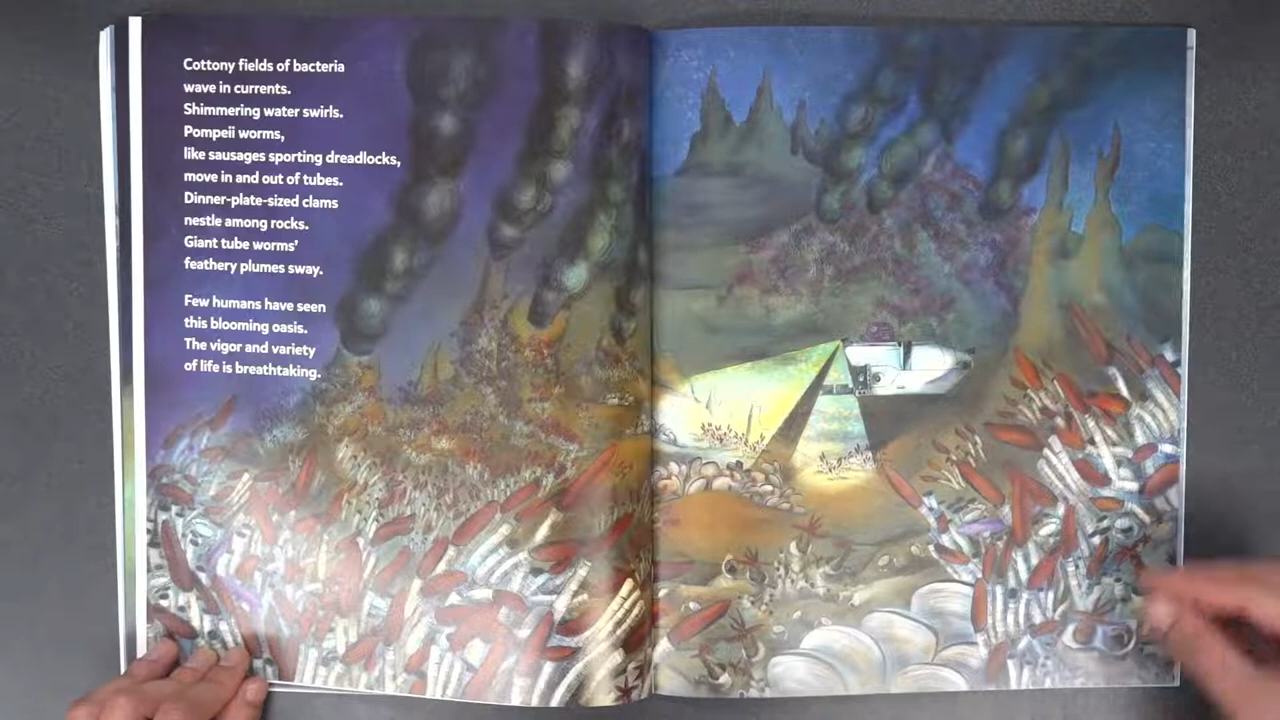 Cottony fields of bacteria
wave in currents.
Shimmering water swirls.
Pompeii worms,
like sausages sporting dreadlocks,
move in and out of tubes.
Dinner-plate-sized clams
nestle among rocks.
Giant tube worms’
feathery plumes sway.
Few humans have seen
this blooming oasis.
The vigor and variety
of life is breathtaking.